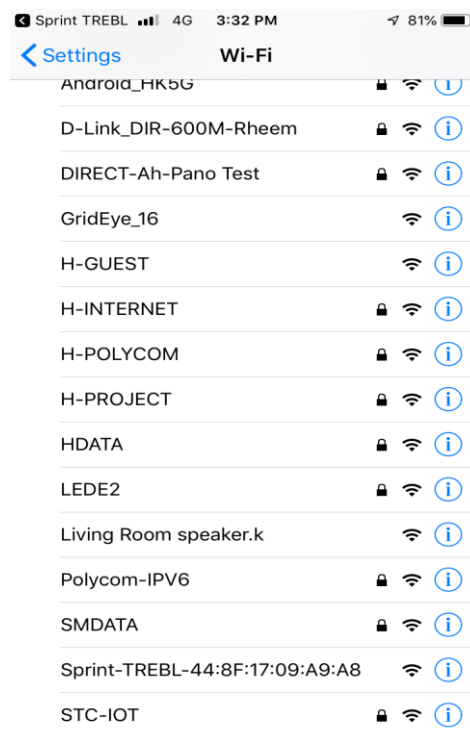 Sprint TREBL 4G 3:32 PM 81%
Settings Wi-Fi
Android_HK5G
D-Link_DIR-600M-Rheem
DIRECT-Ah-Pano Test
GridEye_16
H-GUEST
H-INTERNET
H-POLYCOM
H-PROJECT
HDATA
LEDE2
Living Room speaker.k
Polycom-IPV6
SMDATA
Sprint-TREBL-44:8F:17:09:A9:A8
STC-IOT